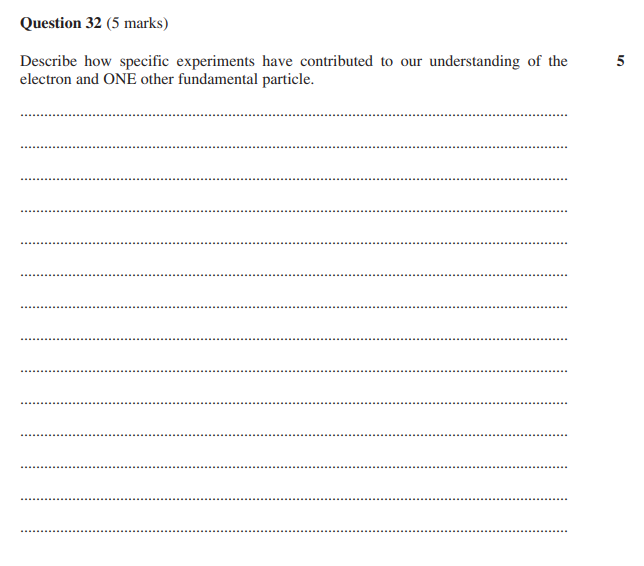 Question 32 (5 marks)
Describe how specific experiments have contributed to our understanding of the 5
electron and ONE other fundamental particle.